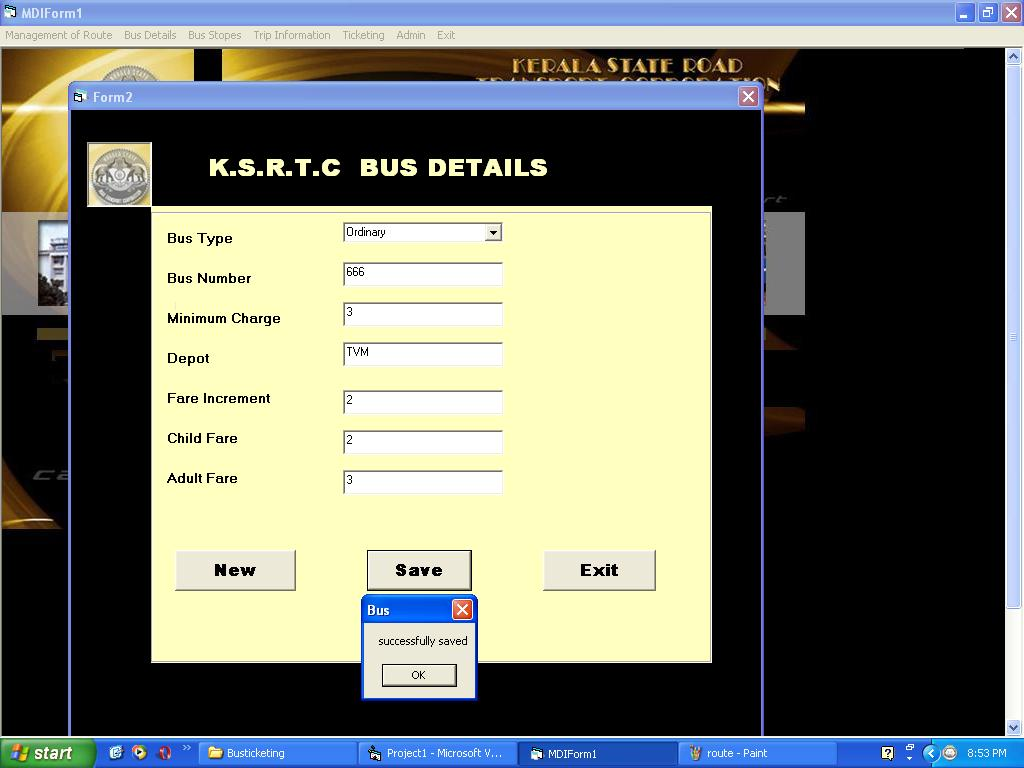 MDIForm1
Management of Route Bus Details Bus Stopes Trip Information Ticketing Admin Exit
KERALA STATE ROAD
TRANSPORT CORPORATION
Form2
K.S.R.T.C BUS DETAILS
Bus Type Ordinary
Bus Number 666
Minimum Charge 3
Depot TVM
Fare Increment 2
Child Fare 2
Adult Fare 3
New Save Exit
Bus
successfully saved
OK
start Busticketing Project1 - Microsoft V... MDIForm1 route - Paint 8:53 PM